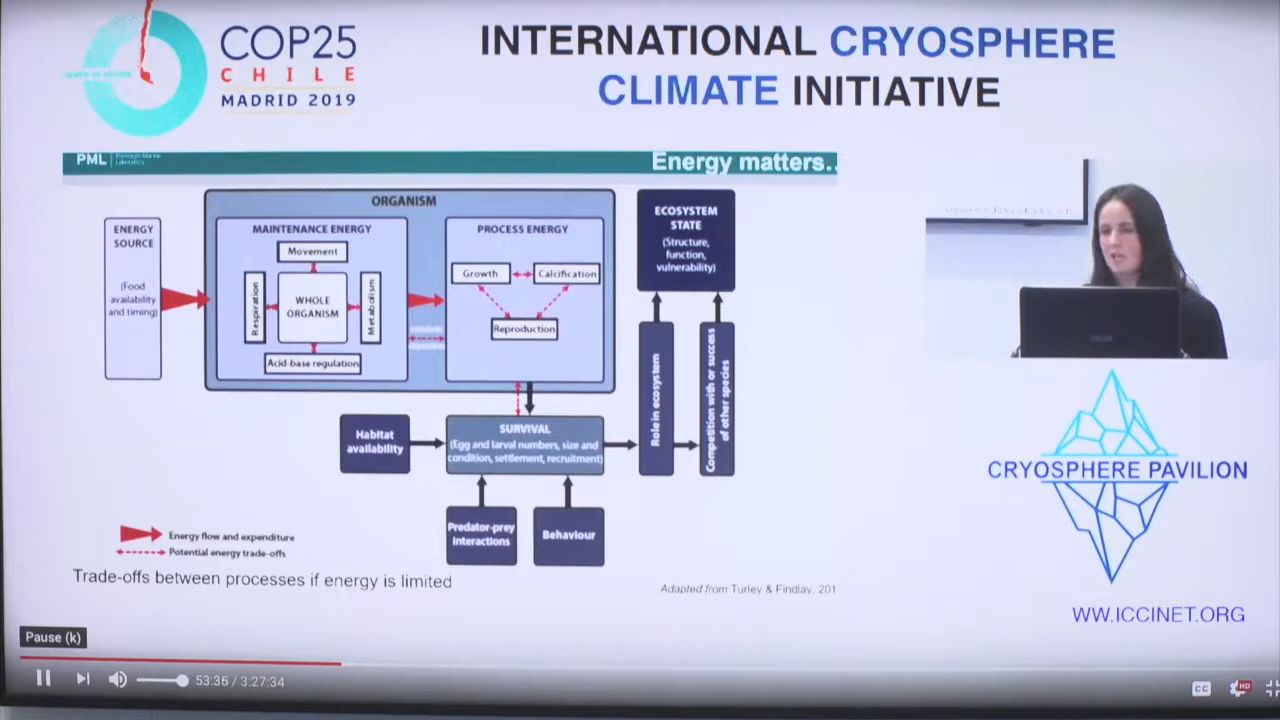 COP25
CHILE
MADRID 2019
INTERNATIONAL CRYOSPHERE
CLIMATE INITIATIVE
PML
Plymouth Marine
Laboratory
Energy matters..
ENERGY
SOURCE
(Food
availability
and timing)
ORGANISM
MAINTENANCE ENERGY
Movement
Respiration
WHOLE
ORGANISM
Metabolism
Acid-base regulation
PROCESS ENERGY
Growth
Calcification
Reproduction
ECOSYSTEM
STATE
(Structure,
function,
vulnerability)
Role in ecosystem
Competition with or success
of other species
Habitat
availability
SURVIVAL
(Egg and larval numbers, size and
condition, settlement, recruitment)
Predator-prey
interactions
Behaviour
Energy flow and expenditure
Potential energy trade-offs
Trade-offs between processes if energy is limited
Adapted from Turley & Findlay, 201
CRYOSPHERE PAVILION
WW.ICCINET.ORG
Pause (k)
53:35 / 3:27:34
CC
HD